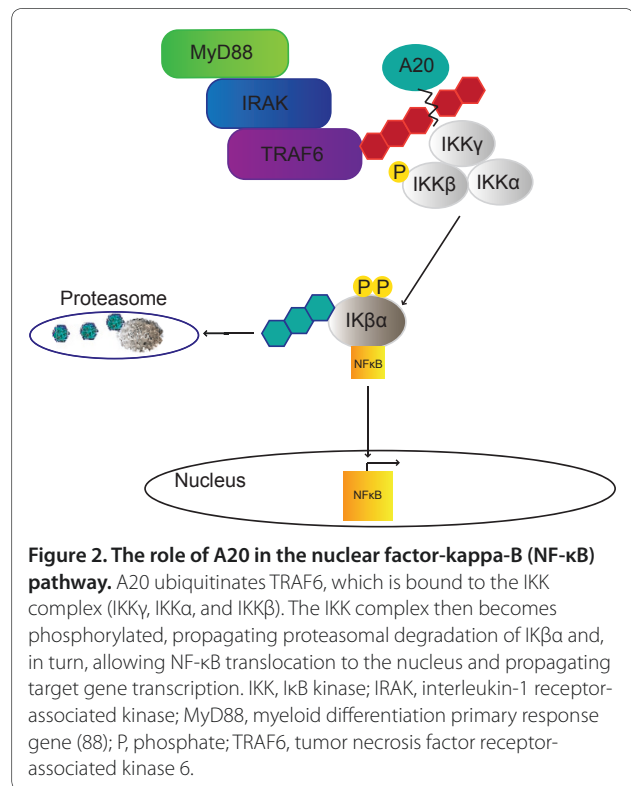 MyD88
A20
IRAK
TRAF6
IKKγ
P
IKKβ
IKKα
P P
Proteasome
IKβα
NFκB
Nucleus
NFκB
Figure 2. The role of A20 in the nuclear factor-kappa-B (NF-κB)
pathway. A20 ubiquitinates TRAF6, which is bound to the IKK
complex (IKKγ, IKKα, and IKKβ). The IKK complex then becomes
phosphorylated, propagating proteasomal degradation of IKβα and,
in turn, allowing NF-κB translocation to the nucleus and propagating
target gene transcription. IKK, IκB kinase; IRAK, interleukin-1 receptor-
associated kinase; MyD88, myeloid differentiation primary response
gene (88); P, phosphate; TRAF6, tumor necrosis factor receptor-
associated kinase 6.